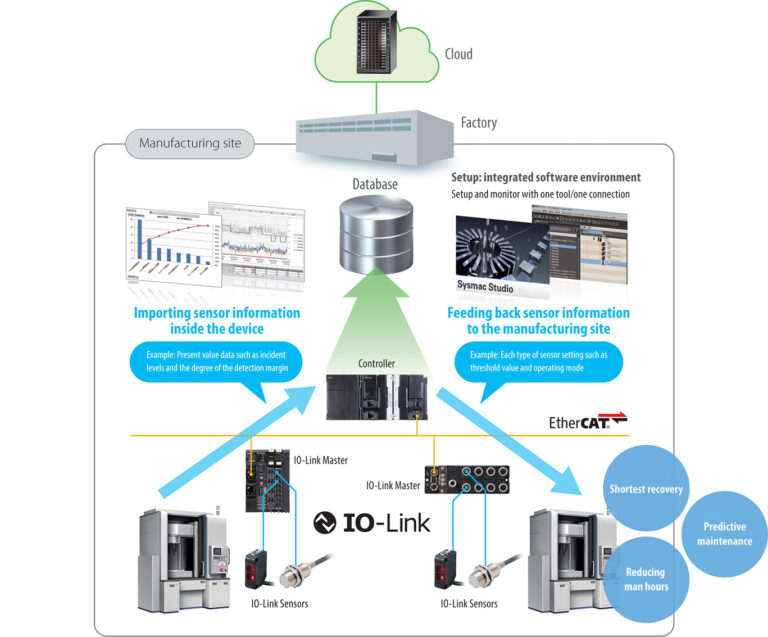 Cloud
Factory
Manufacturing site
Database
Setup: integrated software environment
Setup and monitor with one tool/one connection
Sysmac Studio
Importing sensor information
inside the device
Feeding back sensor information
to the manufacturing site
Example: Present value data such as incident
levels and the degree of the detection margin
Example: Each type of sensor setting such as
threshold value and operating mode
Controller
EtherCAT®
IO-Link Master
IO-Link Master
IO-Link
IO-Link Sensors
IO-Link Sensors
Shortest recovery
Predictive
maintenance
Reducing
man hours